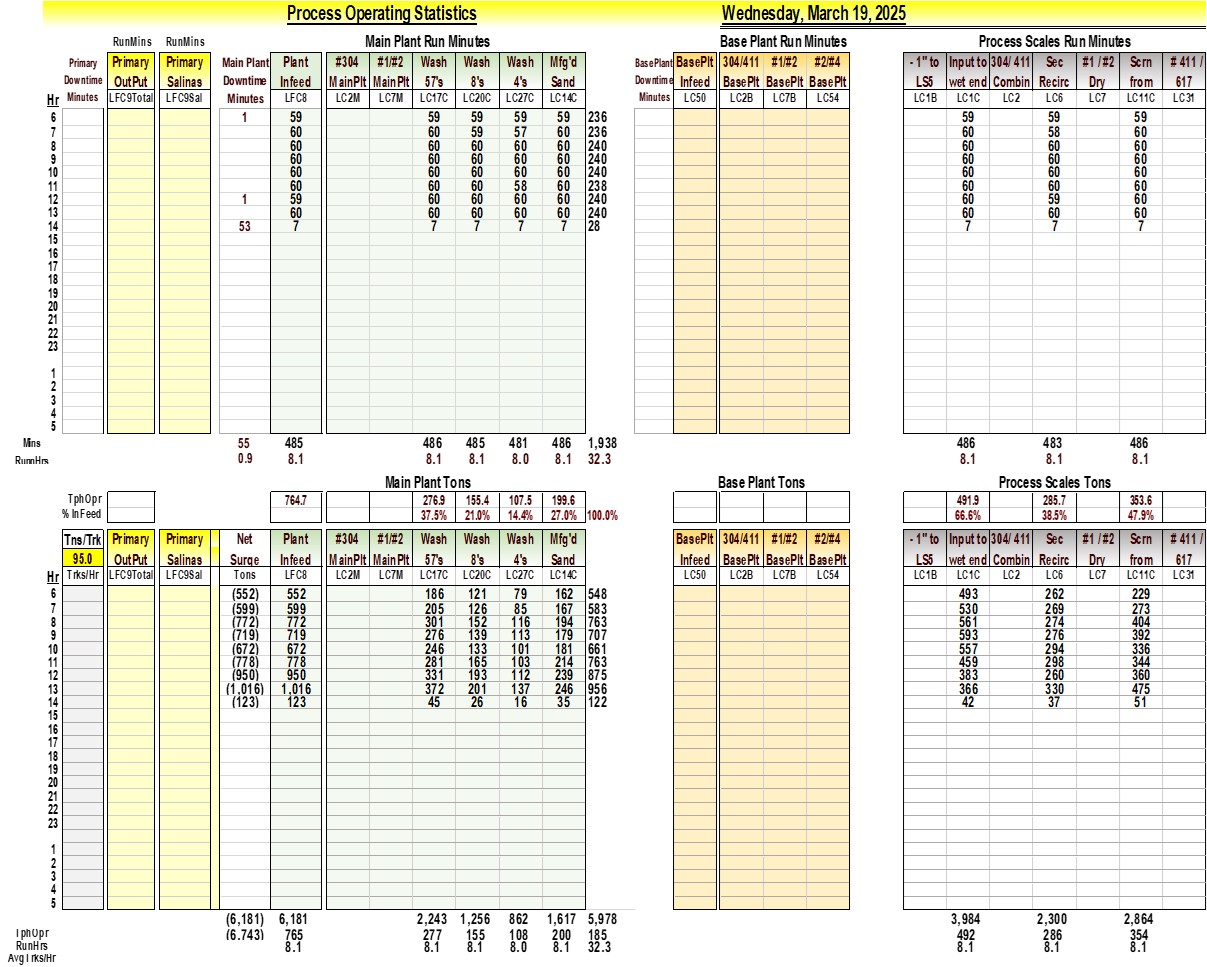 Process Operating Statistics Wednesday, March 19, 2025
RunMins RunMins Main Plant Run Minutes Base Plant Run Minutes Process Scales Run Minutes
Primary Primary Primary Main Plant Plant #304 #1/#2 Wash Wash Wash Mfg'd BasePlant BasePlt 304/411 #1/#2 #2/#4 - 1" to Input to 304/ 411 Sec #1 / #2 Scrn # 411 /
Downtime OutPut Salinas Downtime Infeed MainPlt MainPlt 57's 8's 4's Sand Downtime Infeed BasePlt BasePlt BasePlt LS5 wet end Combin Recirc Dry from 617
Hr Minutes LFC9Total LFC9Sal Minutes LFC8 LC2M LC7M LC17C LC20C LC27C LC14C Minutes LC50 LC2B LC7B LC54 LC1B LC1C LC2 LC6 LC7 LC11C LC31
6 1 59 59 59 59 59 236 59 59 59
7 60 60 59 57 60 236 60 58 60
8 60 60 60 60 60 240 60 60 60
9 60 60 60 60 60 240 60 60 60
10 60 60 60 60 60 240 60 60 60
11 60 60 60 58 60 238 60 60 60
12 1 59 60 60 60 60 240 60 59 60
13 60 60 60 60 60 240 60 60 60
14 53 7 7 7 7 7 28 7 7 7
15
16
17
18
19
20
21
22
23
1
2
3
4
5
Mins 55 485 486 485 481 486 1,938 486 483 486
RunnHrs 0.9 8.1 8.1 8.1 8.0 8.1 32.3 8.1 8.1 8.1
Main Plant Tons Base Plant Tons Process Scales Tons
TphOpr 764.7 276.9 155.4 107.5 199.6 491.9 285.7 353.6
% InFeed 37.5% 21.0% 14.4% 27.0% 100.0% 66.6% 38.5% 47.9%
Tns/Trk Primary Primary Net Plant #304 #1/#2 Wash Wash Wash Mfg'd BasePlt 304/411 #1/#2 #2/#4 - 1" to Input to 304/ 411 Sec #1 / #2 Scrn # 411 /
95.0 OutPut Salinas Surge Infeed MainPlt MainPlt 57's 8's 4's Sand Infeed BasePlt BasePlt BasePlt LS5 wet end Combin Recirc Dry from 617
Hr Trks/Hr LFC9Total LFC9Sal Tons LFC8 LC2M LC7M LC17C LC20C LC27C LC14C LC50 LC2B LC7B LC54 LC1B LC1C LC2 LC6 LC7 LC11C LC31
6 (552) 552 186 121 79 162 548 493 262 229
7 (599) 599 205 126 85 167 583 530 269 273
8 (772) 772 301 152 116 194 763 561 274 404
9 (719) 719 276 139 113 179 707 593 276 392
10 (672) 672 246 133 101 181 661 557 294 336
11 (778) 778 281 165 103 214 763 459 298 344
12 (950) 950 331 193 112 239 875 383 260 360
13 (1,016) 1,016 372 201 137 246 956 366 330 475
14 (123) 123 45 26 16 35 122 42 37 51
15
16
17
18
19
20
21
22
23
1
2
3
4
5
(6,181) 6,181 2,243 1,256 862 1,617 5,978 3,984 2,300 2,864
TphOpr (6,743) 765 277 155 108 200 185 492 286 354
RunHrs 8.1 8.1 8.1 8.0 8.1 32.3 8.1 8.1 8.1
Avg Trks/Hr